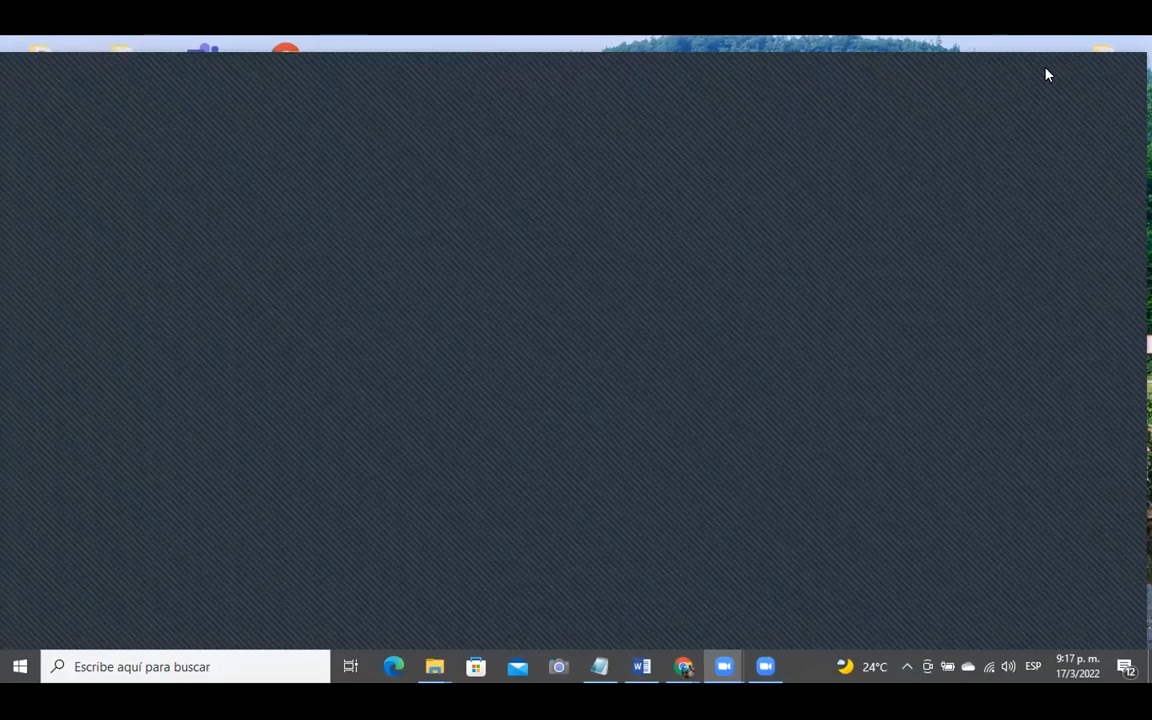 Escribe aquí para buscar
W
24°C
ESP
9:17 p. m.
17/3/2022
12